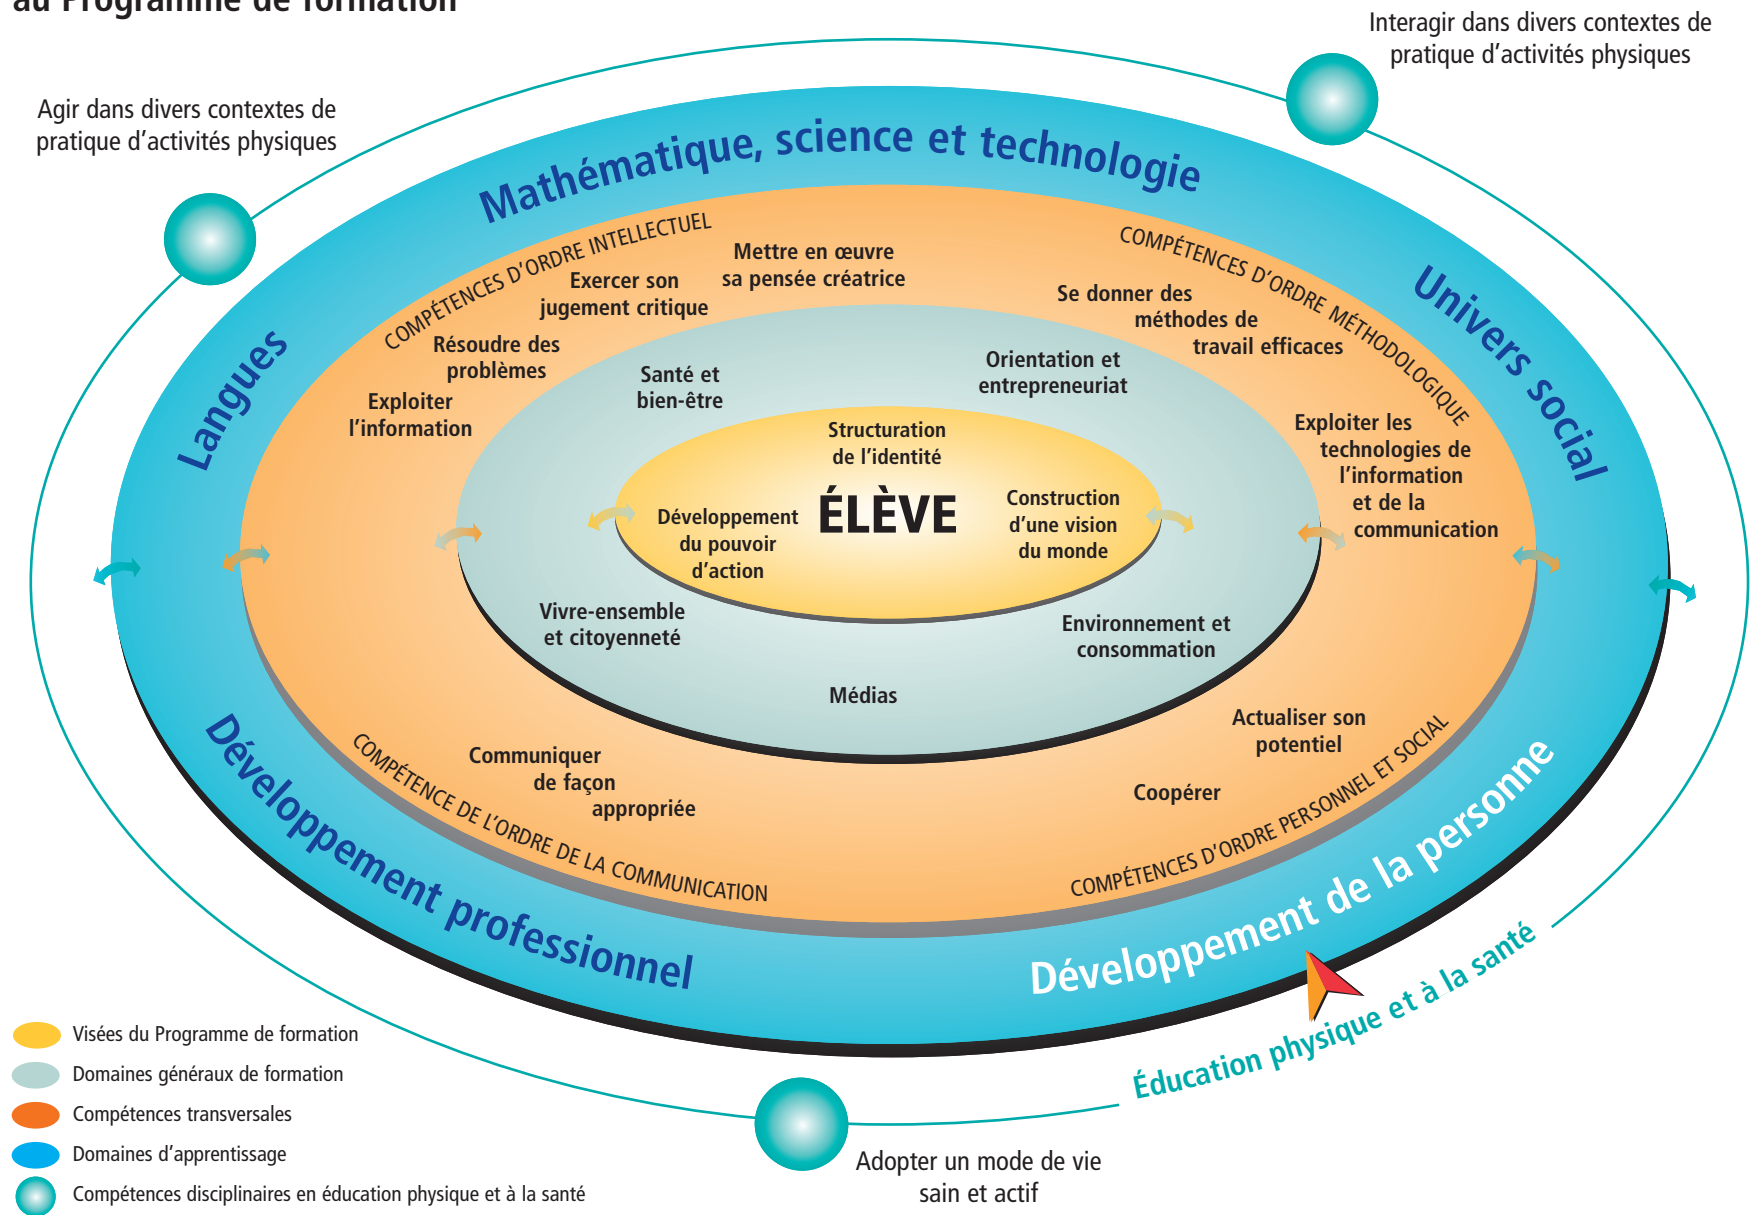 au Programme de formation
Interagir dans divers contextes de
pratique d'activités physiques
Agir dans divers contextes de
pratique d'activités physiques
Mathématique, science et technologie
Langues
Univers social
COMPÉTENCES D'ORDRE INTELLECTUEL
COMPÉTENCES D'ORDRE MÉTHODOLOGIQUE
Mettre en œuvre
sa pensée créatrice
Exercer son
jugement critique
Résoudre des
problèmes
Exploiter
l'information
Se donner des
méthodes de
travail efficaces
Exploiter les
technologies de
l'information
et de la
communication
Santé et
bien-être
Orientation et
entrepreneuriat
Structuration
de l'identité
ÉLÈVE
Développement
du pouvoir
d'action
Construction
d'une vision
du monde
Vivre-ensemble
et citoyenneté
Environnement et
consommation
Médias
Communiquer
de façon
appropriée
Actualiser son
potentiel
Coopérer
COMPÉTENCE DE L'ORDRE DE LA COMMUNICATION
COMPÉTENCES D'ORDRE PERSONNEL ET SOCIAL
Développement professionnel
Développement de la personne
Éducation physique et à la santé
Adopter un mode de vie
sain et actif
Visées du Programme de formation
Domaines généraux de formation
Compétences transversales
Domaines d'apprentissage
Compétences disciplinaires en éducation physique et à la santé